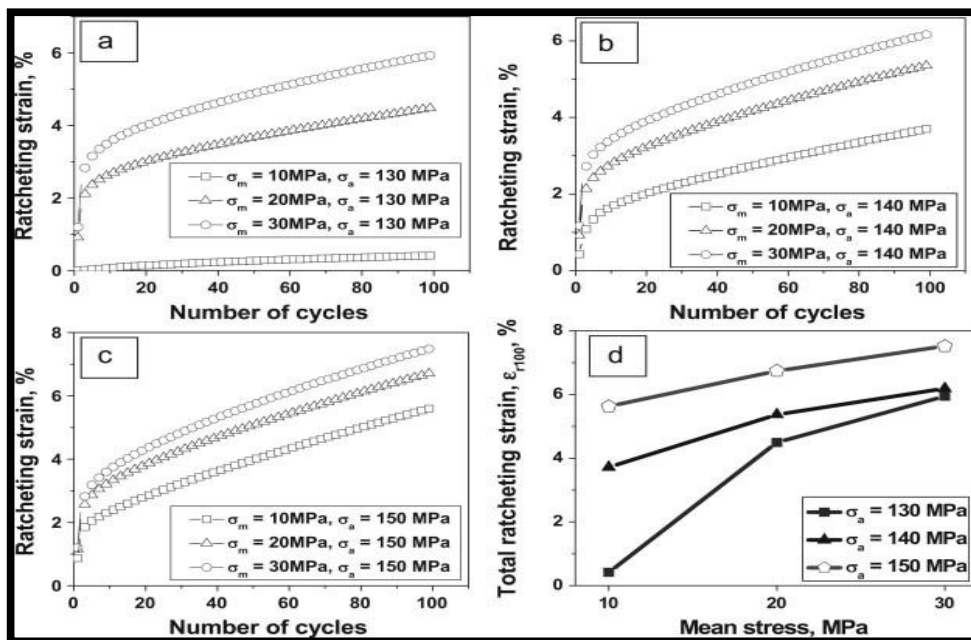 a
Ratcheting strain, %
6
4
2
0
σm = 10MPa, σa = 130 MPa
σm = 20MPa, σa = 130 MPa
σm = 30MPa, σa = 130 MPa
0 20 40 60 80 100
Number of cycles
b
Ratcheting strain, %
6
4
2
0
σm = 10MPa, σa = 140 MPa
σm = 20MPa, σa = 140 MPa
σm = 30MPa, σa = 140 MPa
0 20 40 60 80 100
Number of cycles
c
Ratcheting strain, %
8
6
4
2
0
σm = 10MPa, σa = 150 MPa
σm = 20MPa, σa = 150 MPa
σm = 30MPa, σa = 150 MPa
0 20 40 60 80 100
Number of cycles
d
Total ratcheting strain, εr100, %
8
6
4
2
0
σa = 130 MPa
σa = 140 MPa
σa = 150 MPa
10 20 30
Mean stress, MPa